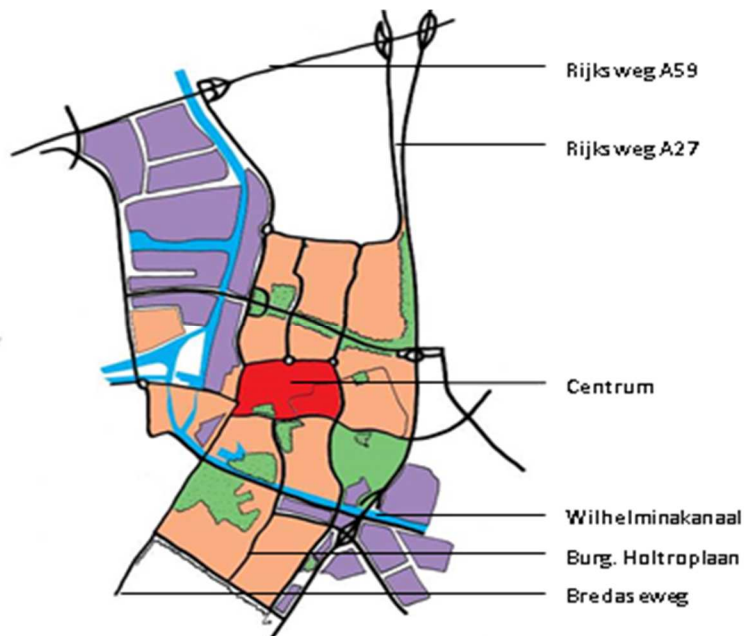 Rijksweg A59
Rijksweg A27
Centrum
Wilhelminakanaal
Burg. Holtroplaan
Bredaseweg